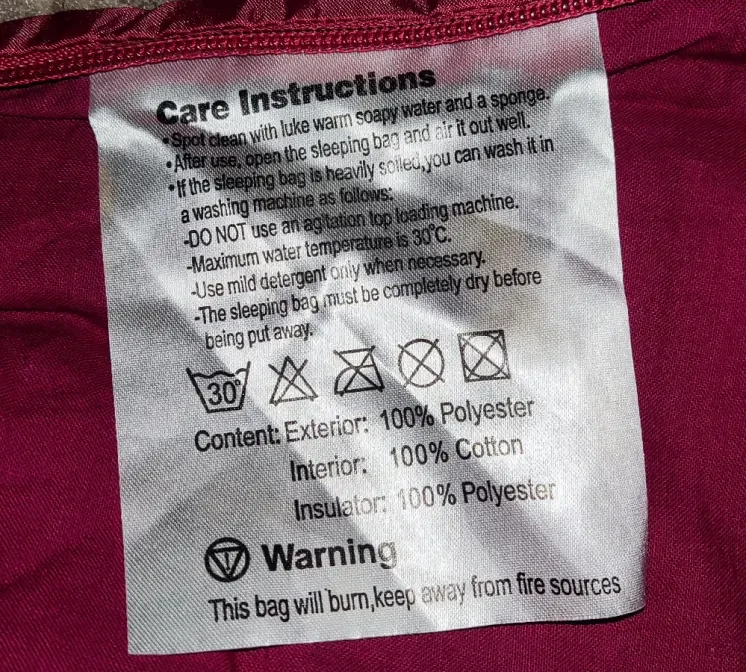 Care Instructions
•Spot clean with luke warm soapy water and a sponge.
•After use, open the sleeping bag and air it out well.
•If the sleeping bag is heavily soiled,you can wash it in
a washing machine as follows:
-DO NOT use an agitation top loading machine.
-Maximum water temperature is 30°C.
-Use mild detergent only when necessary.
-The sleeping bag must be completely dry before
being put away.
30°
Content: Exterior: 100% Polyester
Interior: 100% Cotton
Insulator: 100% Polyester
Warning
This bag will burn,keep away from fire sources